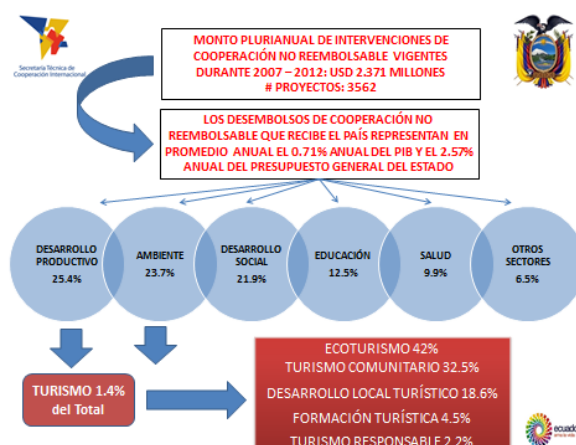 Secretaría Técnica de
Cooperación Internacional
MONTO PLURIANUAL DE INTERVENCIONES DE
COOPERACIÓN NO REEMBOLSABLE VIGENTES
DURANTE 2007 – 2012: USD 2.371 MILLONES
# PROYECTOS: 3562
LOS DESEMBOLSOS DE COOPERACIÓN NO
REEMBOLSABLE QUE RECIBE EL PAÍS REPRESENTAN EN
PROMEDIO ANUAL EL 0.71% ANUAL DEL PIB Y EL 2.57%
ANUAL DEL PRESUPUESTO GENERAL DEL ESTADO
DESARROLLO
PRODUCTIVO
25.4%
AMBIENTE
23.7%
DESARROLLO
SOCIAL
21.9%
EDUCACIÓN
12.5%
SALUD
9.9%
OTROS
SECTORES
6.5%
TURISMO 1.4%
del Total
ECOTURISMO 42%
TURISMO COMUNITARIO 32.5%
DESARROLLO LOCAL TURÍSTICO 18.6%
FORMACIÓN TURÍSTICA 4.5%
TURISMO RESPONSABLE 2.2%
ecuador